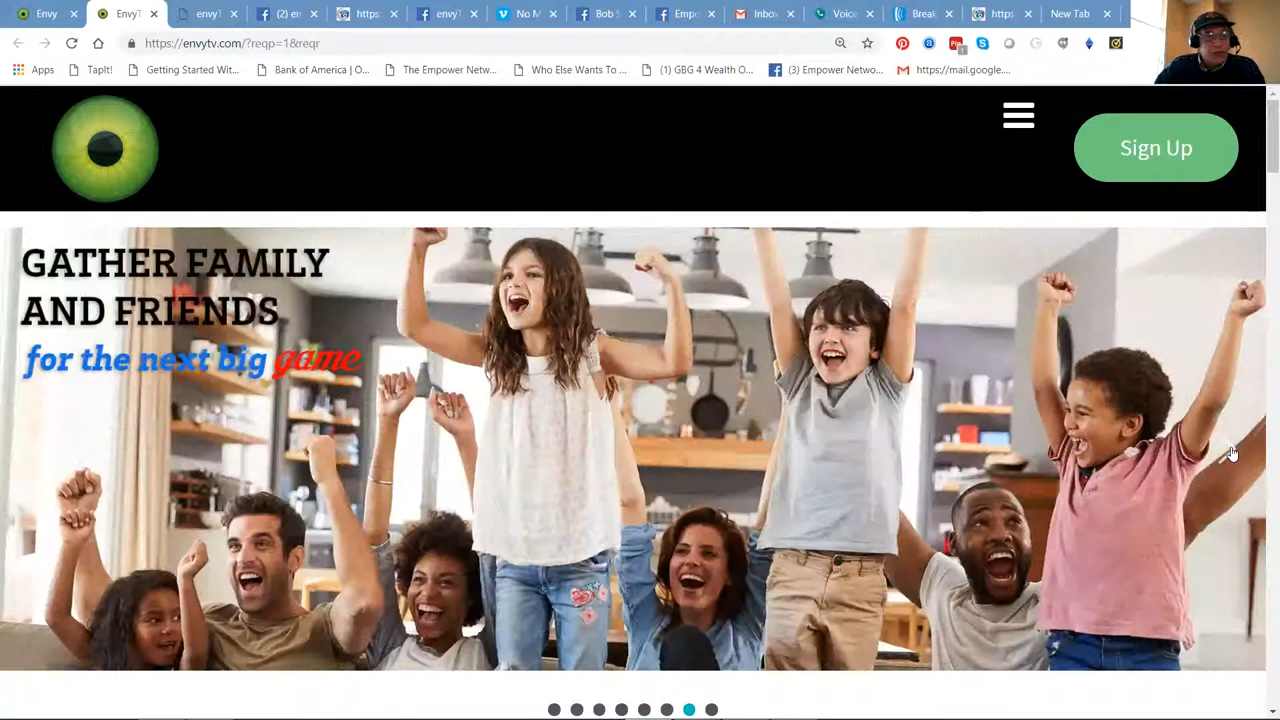 Envy
EnvyT
envyT
(2) en
https:
envyT
No M
Bob S
Empo
Inbox
Voice
Break
https:
New Tab
https://envytv.com/?reqp=1&reqr
Apps
TapIt!
Getting Started Wit...
Bank of America | O...
The Empower Netw...
Who Else Wants To ...
(1) GBG 4 Wealth O...
(3) Empower Netwo...
https://mail.google....
Sign Up
GATHER FAMILY
AND FRIENDS
for the next big game